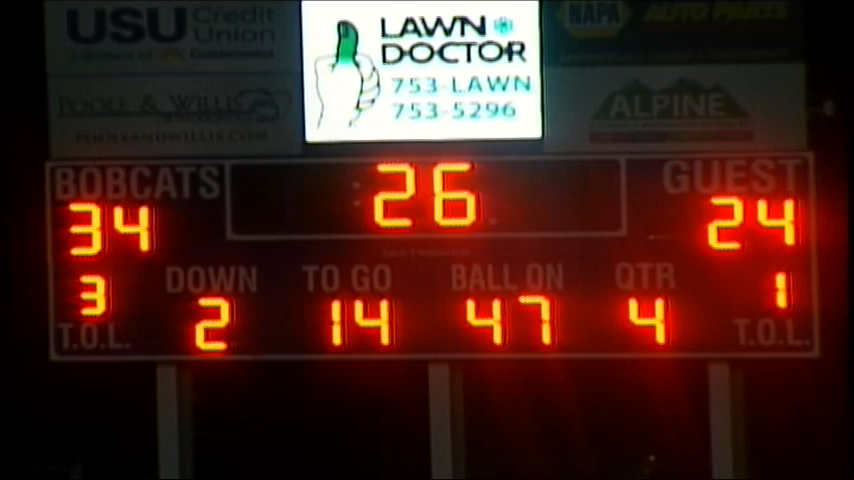 USU Credit
Union
LAWN
DOCTOR
753-LAWN
753-5296
NAPA AUTO PARTS
POOLE & WILLIS
POOLEANDWILLIS.COM
ALPINE
BOBCATS
:26
GUEST
34
24
3
DOWN
TO GO
BALL ON
QTR
1
T.O.L.
2
14
47
4
T.O.L.